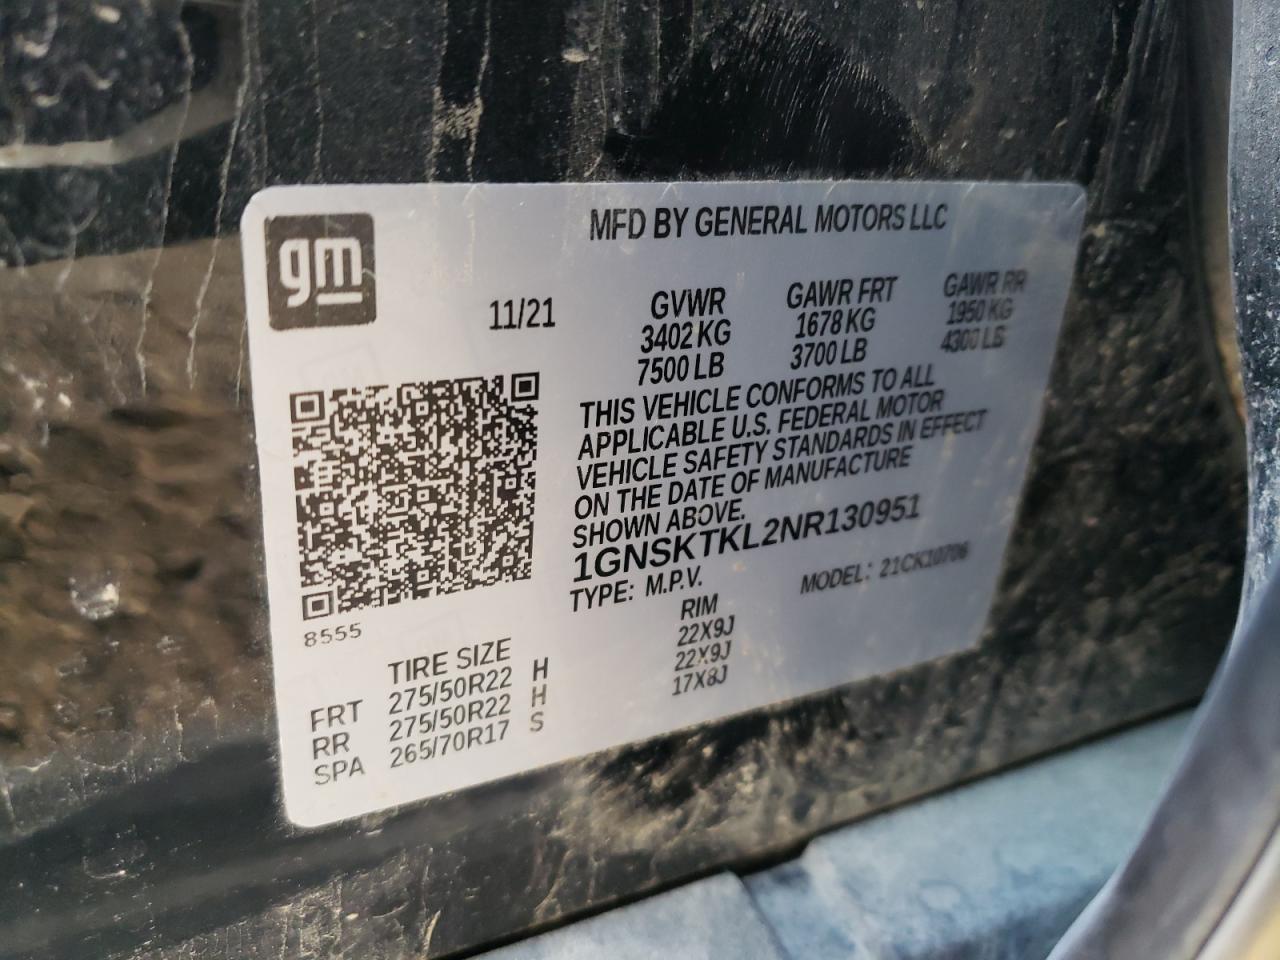 gm
MFD BY GENERAL MOTORS LLC
11/21 GVWR GAWR FRT GAWR RR
3402 KG 1678 KG 1950 KG
7500 LB 3700 LB 4300 LB
THIS VEHICLE CONFORMS TO ALL
APPLICABLE U.S. FEDERAL MOTOR
VEHICLE SAFETY STANDARDS IN EFFECT
ON THE DATE OF MANUFACTURE
SHOWN ABOVE.
1GNSKTKL2NR130951
TYPE: M.P.V. MODEL: 21CK10706
8555
TIRE SIZE RIM
FRT 275/50R22 H 22X9J
RR 275/50R22 H 22X9J
SPA 265/70R17 S 17X8J